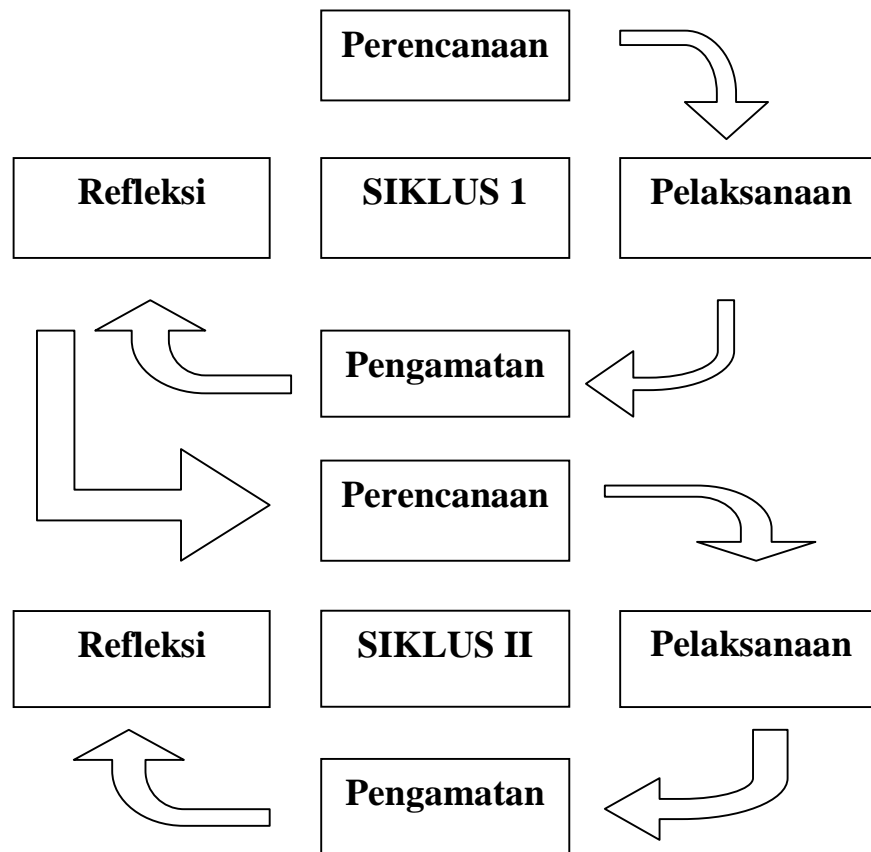 Perencanaan
Refleksi
SIKLUS 1
Pelaksanaan
Pengamatan
Perencanaan
Refleksi
SIKLUS II
Pelaksanaan
Pengamatan